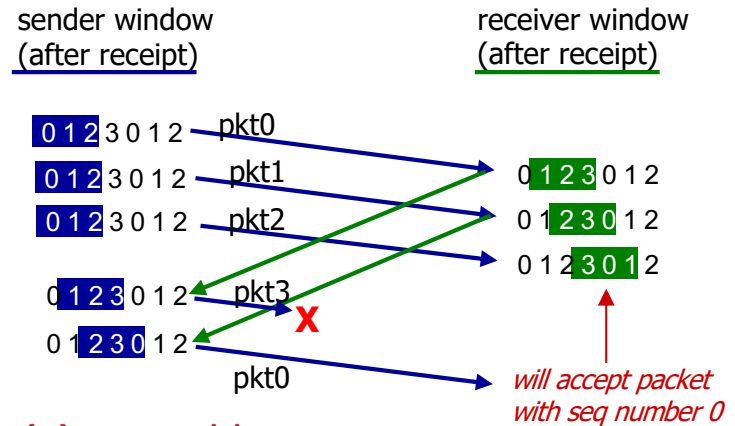 sender window
(after receipt)
receiver window
(after receipt)
0 1 2 3 0 1 2
pkt0
0 1 2 3 0 1 2
pkt1
0 1 2 3 0 1 2
pkt2
0 1 2 3 0 1 2
0 1 2 3 0 1 2
0 1 2 3 0 1 2
0 1 2 3 0 1 2
pkt3
X
0 1 2 3 0 1 2
pkt0
will accept packet
with seq number 0